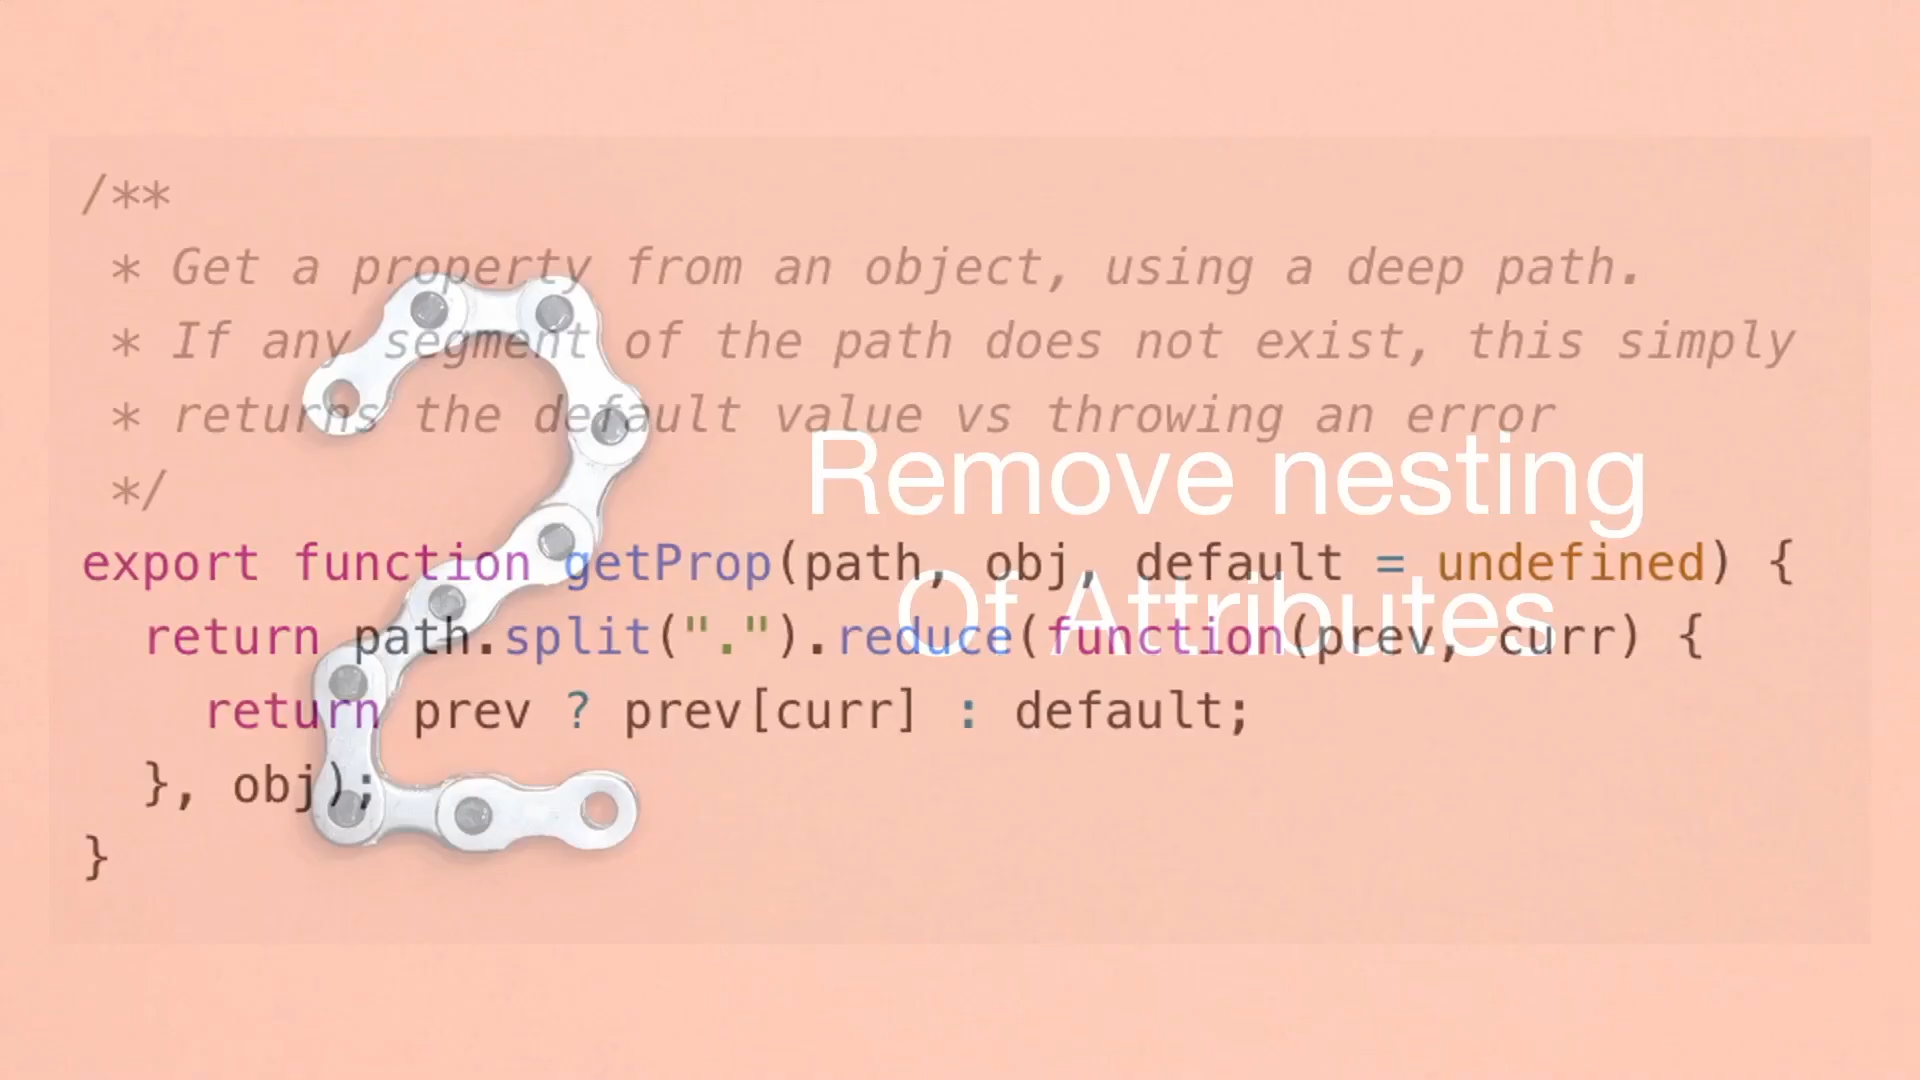 /**
 * Get a property from an object, using a deep path.
 * If any segment of the path does not exist, this simply
 * returns the default value vs throwing an error
 */
export function getProp(path, obj, default = undefined) {
  return path.split(".").reduce(function(prev, curr) {
    return prev ? prev[curr] : default;
  }, obj);
}
2
Remove nesting
Of Attributes